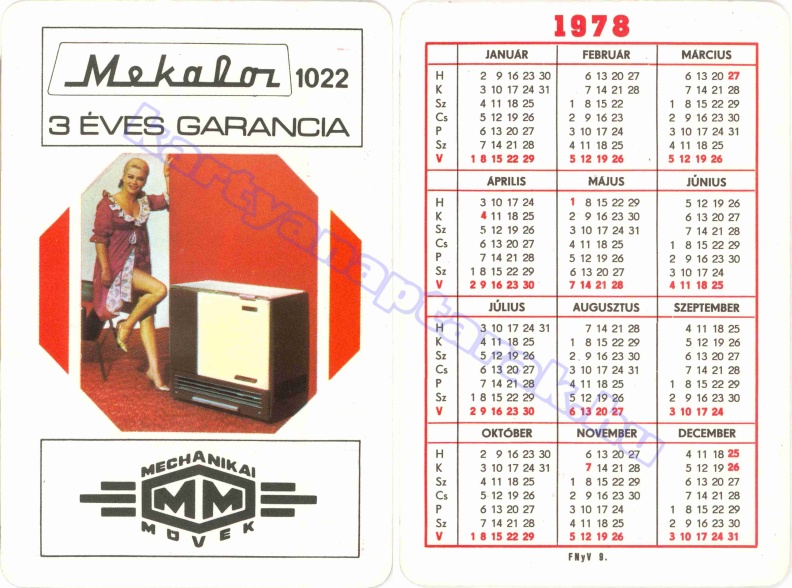 Mekalor 1022
3 ÉVES GARANCIA
MECHANIKAI
MM
MŰVEK
1978
JANUÁR FEBRUÁR MÁRCIUS
H 2 9 16 23 30 6 13 20 27 6 13 20 27
K 3 10 17 24 31 7 14 21 28 7 14 21 28
Sz 4 11 18 25 1 8 15 22 1 8 15 22 29
Cs 5 12 19 26 2 9 16 23 2 9 16 23 30
P 6 13 20 27 3 10 17 24 3 10 17 24 31
Sz 7 14 21 28 4 11 18 25 4 11 18 25
V 1 8 15 22 29 5 12 19 26 5 12 19 26
ÁPRILIS MÁJUS JÚNIUS
H 3 10 17 24 1 8 15 22 29 5 12 19 26
K 4 11 18 25 2 9 16 23 30 6 13 20 27
Sz 5 12 19 26 3 10 17 24 31 7 14 21 28
Cs 6 13 20 27 4 11 18 25 1 8 15 22 29
P 7 14 21 28 5 12 19 26 2 9 16 23 30
Sz 1 8 15 22 29 6 13 20 27 3 10 17 24
V 2 9 16 23 30 7 14 21 28 4 11 18 25
JÚLIUS AUGUSZTUS SZEPTEMBER
H 3 10 17 24 31 7 14 21 28 4 11 18 25
K 4 11 18 25 1 8 15 22 29 5 12 19 26
Sz 5 12 19 26 2 9 16 23 30 6 13 20 27
Cs 6 13 20 27 3 10 17 24 31 7 14 21 28
P 7 14 21 28 4 11 18 25 1 8 15 22 29
Sz 1 8 15 22 29 5 12 19 26 2 9 16 23 30
V 2 9 16 23 30 6 13 20 27 3 10 17 24
OKTÓBER NOVEMBER DECEMBER
H 2 9 16 23 30 6 13 20 27 4 11 18 25
K 3 10 17 24 31 7 14 21 28 5 12 19 26
Sz 4 11 18 25 1 8 15 22 29 6 13 20 27
Cs 5 12 19 26 2 9 16 23 30 7 14 21 28
P 6 13 20 27 3 10 17 24 1 8 15 22 29
Sz 7 14 21 28 4 11 18 25 2 9 16 23 30
V 1 8 15 22 29 5 12 19 26 3 10 17 24 31
FNyV 9.
kartyanaptarak.hu